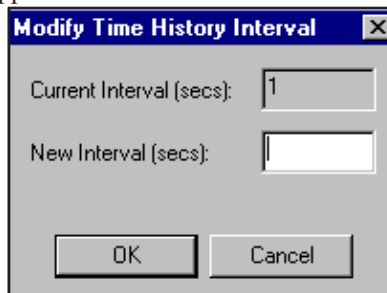 Modify Time History Interval
Current Interval (secs): 1
New Interval (secs):
OK Cancel